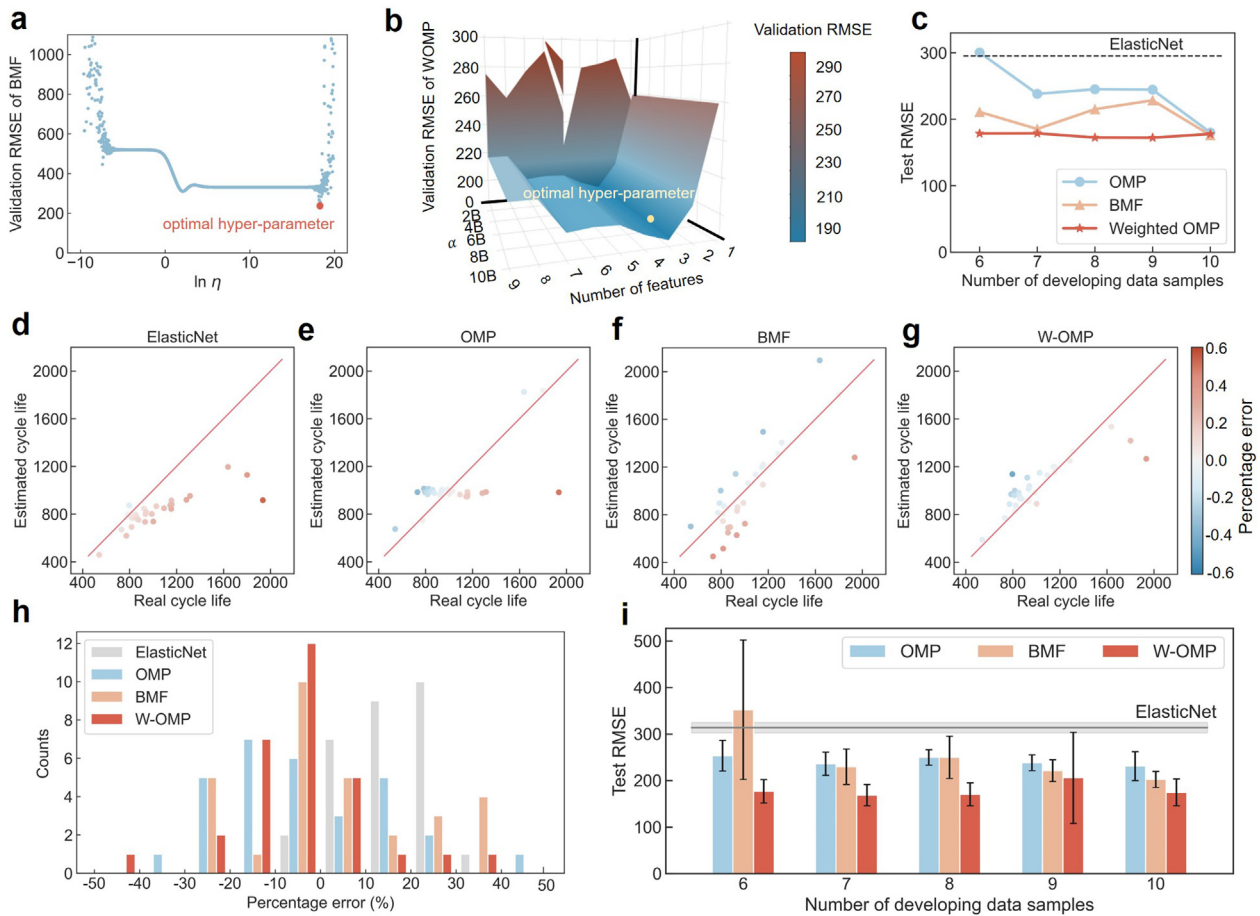 a
Validation RMSE of BMF
1000
800
600
400
200
0
−10
0
10
20
ln η
optimal hyper-parameter
b
Validation RMSE of WOMP
300
280
260
240
220
200
0
2B
4B
6B
8B
10B
α
9
8
7
6
5
4
3
2
1
Number of features
optimal hyper-parameter
Validation RMSE
290
270
250
230
210
190
c
Test RMSE
300
200
100
0
6
7
8
9
10
Number of developing data samples
ElasticNet
OMP
BMF
Weighted OMP
d
ElasticNet
Estimated cycle life
2000
1600
1200
800
400
400
800
1200
1600
2000
Real cycle life
e
OMP
Estimated cycle life
2000
1600
1200
800
400
400
800
1200
1600
2000
Real cycle life
f
BMF
Estimated cycle life
2000
1600
1200
800
400
400
800
1200
1600
2000
Real cycle life
g
W-OMP
Estimated cycle life
2000
1600
1200
800
400
400
800
1200
1600
2000
Real cycle life
0.6
0.4
0.2
0.0
-0.2
-0.4
-0.6
Percentage error
h
Counts
12
10
8
6
4
2
0
-50
-40
-30
-20
-10
0
10
20
30
40
50
Percentage error (%)
ElasticNet
OMP
BMF
W-OMP
i
Test RMSE
500
400
300
200
100
0
6
7
8
9
10
Number of developing data samples
OMP
BMF
W-OMP
ElasticNet